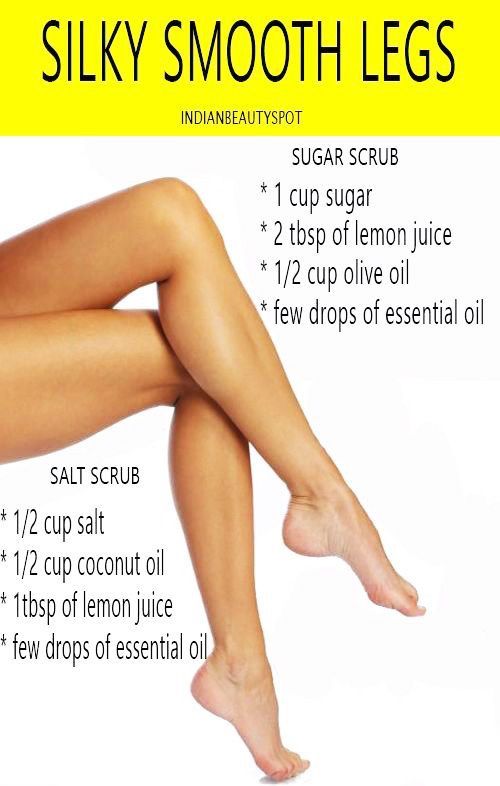 SILKY SMOOTH LEGS
INDIANBEAUTYSPOT
SUGAR SCRUB
* 1 cup sugar
* 2 tbsp of lemon juice
* 1/2 cup olive oil
* few drops of essential oil
SALT SCRUB
* 1/2 cup salt
* 1/2 cup coconut oil
* 1tbsp of lemon juice
* few drops of essential oil